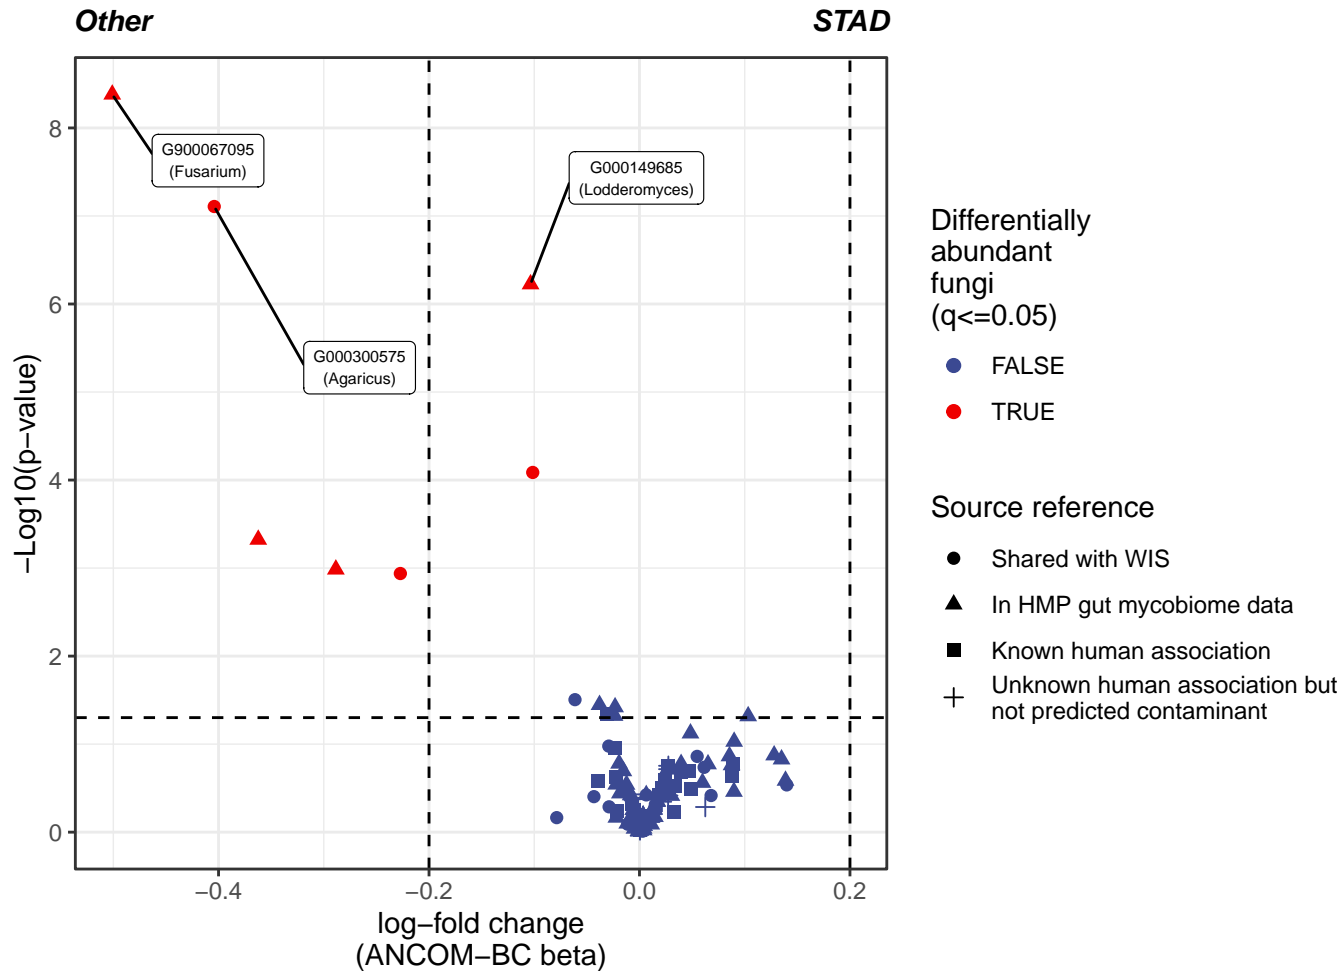 Other
STAD
G900067095
(Fusarium)
G000149685
(Lodderomyces)
G000300575
(Agaricus)
−Log10(p−value)
8
6
4
2
0
−0.4
−0.2
0.0
0.2
log−fold change
(ANCOM−BC beta)
Differentially
abundant
fungi
(q<=0.05)
FALSE
TRUE
Source reference
Shared with WIS
In HMP gut mycobiome data
Known human association
Unknown human association but
not predicted contaminant